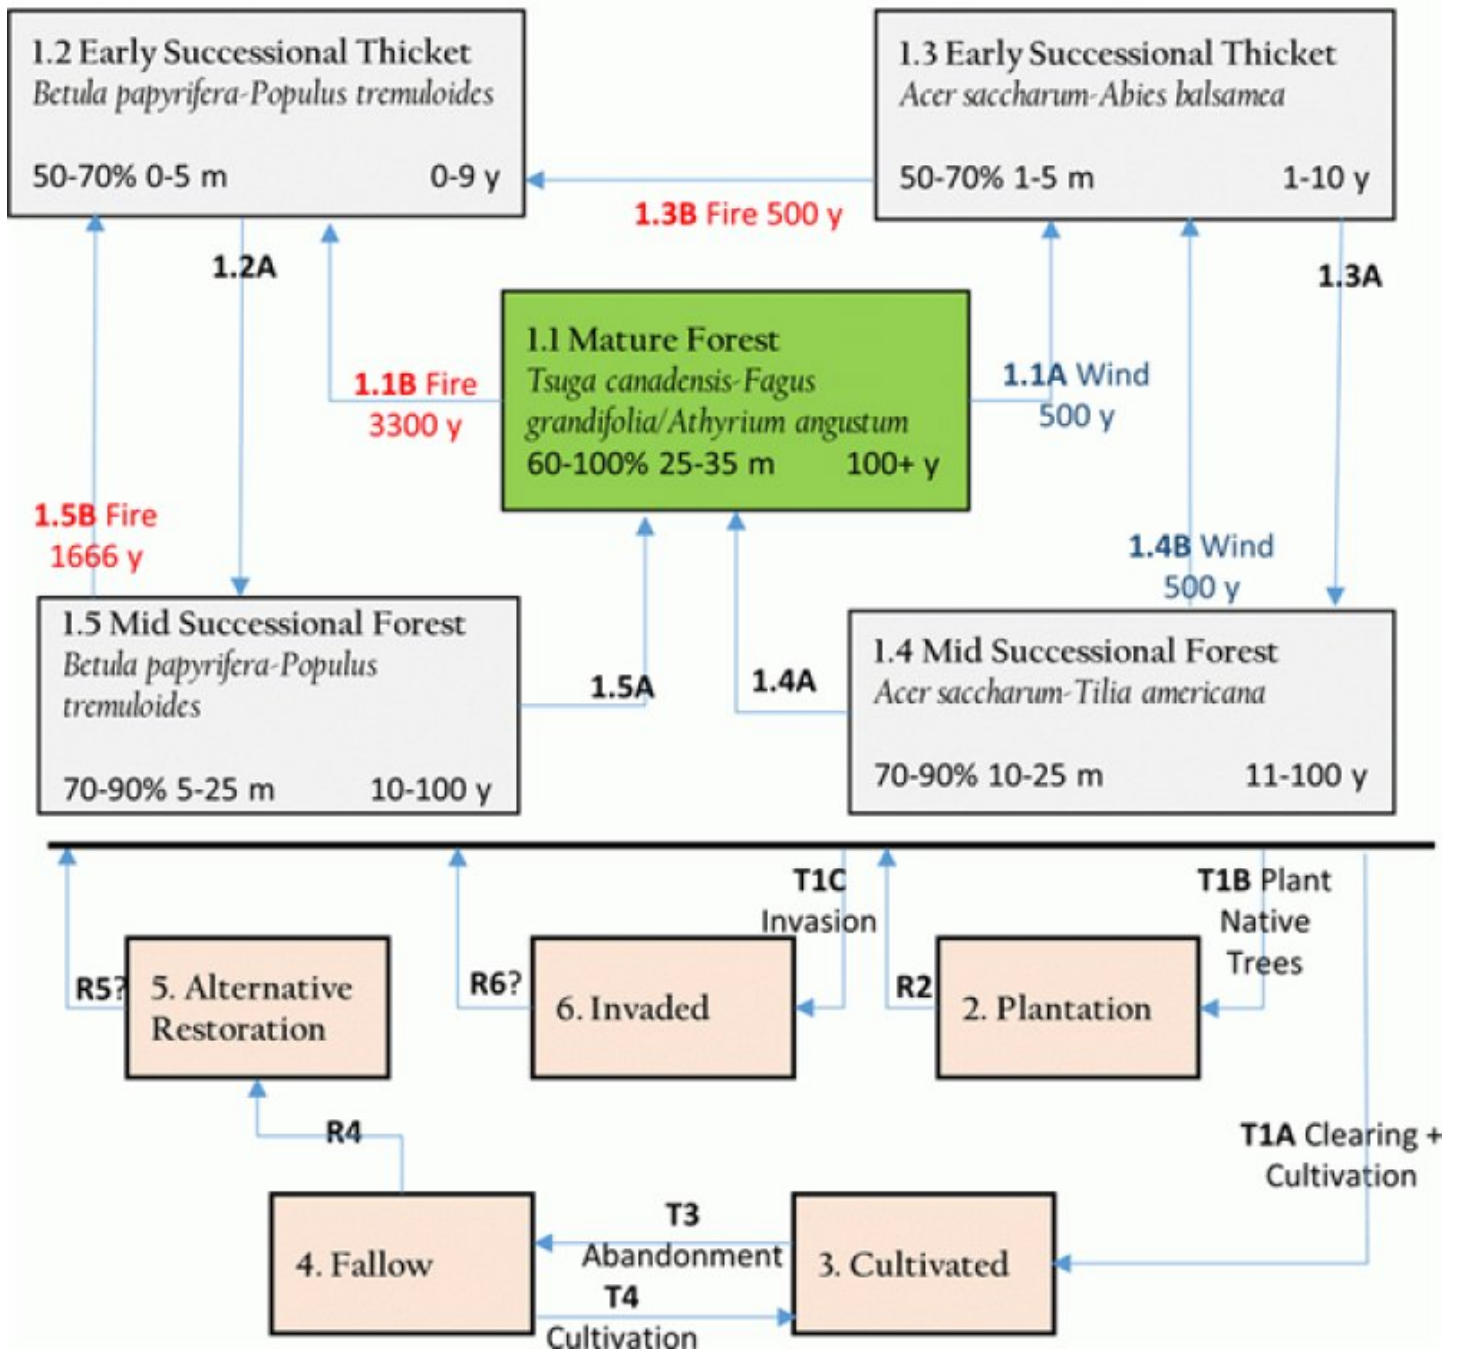 1.2 Early Successional Thicket
Betula papyrifera-Populus tremuloides
50-70% 0-5 m 0-9 y
1.3 Early Successional Thicket
Acer saccharum-Abies balsamea
50-70% 1-5 m 1-10 y
1.3B Fire 500 y
1.2A
1.3A
1.1 Mature Forest
Tsuga canadensis-Fagus
grandifolia/Athyrium angustum
60-100% 25-35 m 100+ y
1.1B Fire
3300 y
1.1A Wind
500 y
1.5B Fire
1666 y
1.4B Wind
500 y
1.5 Mid Successional Forest
Betula papyrifera-Populus
tremuloides
70-90% 5-25 m 10-100 y
1.5A
1.4A
1.4 Mid Successional Forest
Acer saccharum-Tilia americana
70-90% 10-25 m 11-100 y
T1C
Invasion
T1B Plant
Native
Trees
R5?
5. Alternative
Restoration
R6?
6. Invaded
R2
2. Plantation
R4
T1A Clearing +
Cultivation
4. Fallow
T3
Abandonment
T4
Cultivation
3. Cultivated